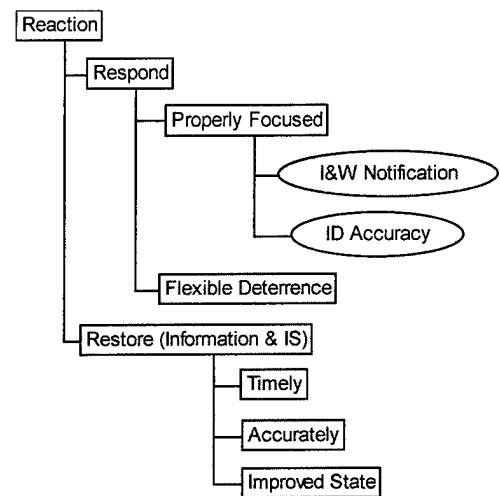 Reaction
Respond
Properly Focused
I&W Notification
ID Accuracy
Flexible Deterrence
Restore (Information & IS)
Timely
Accurately
Improved State